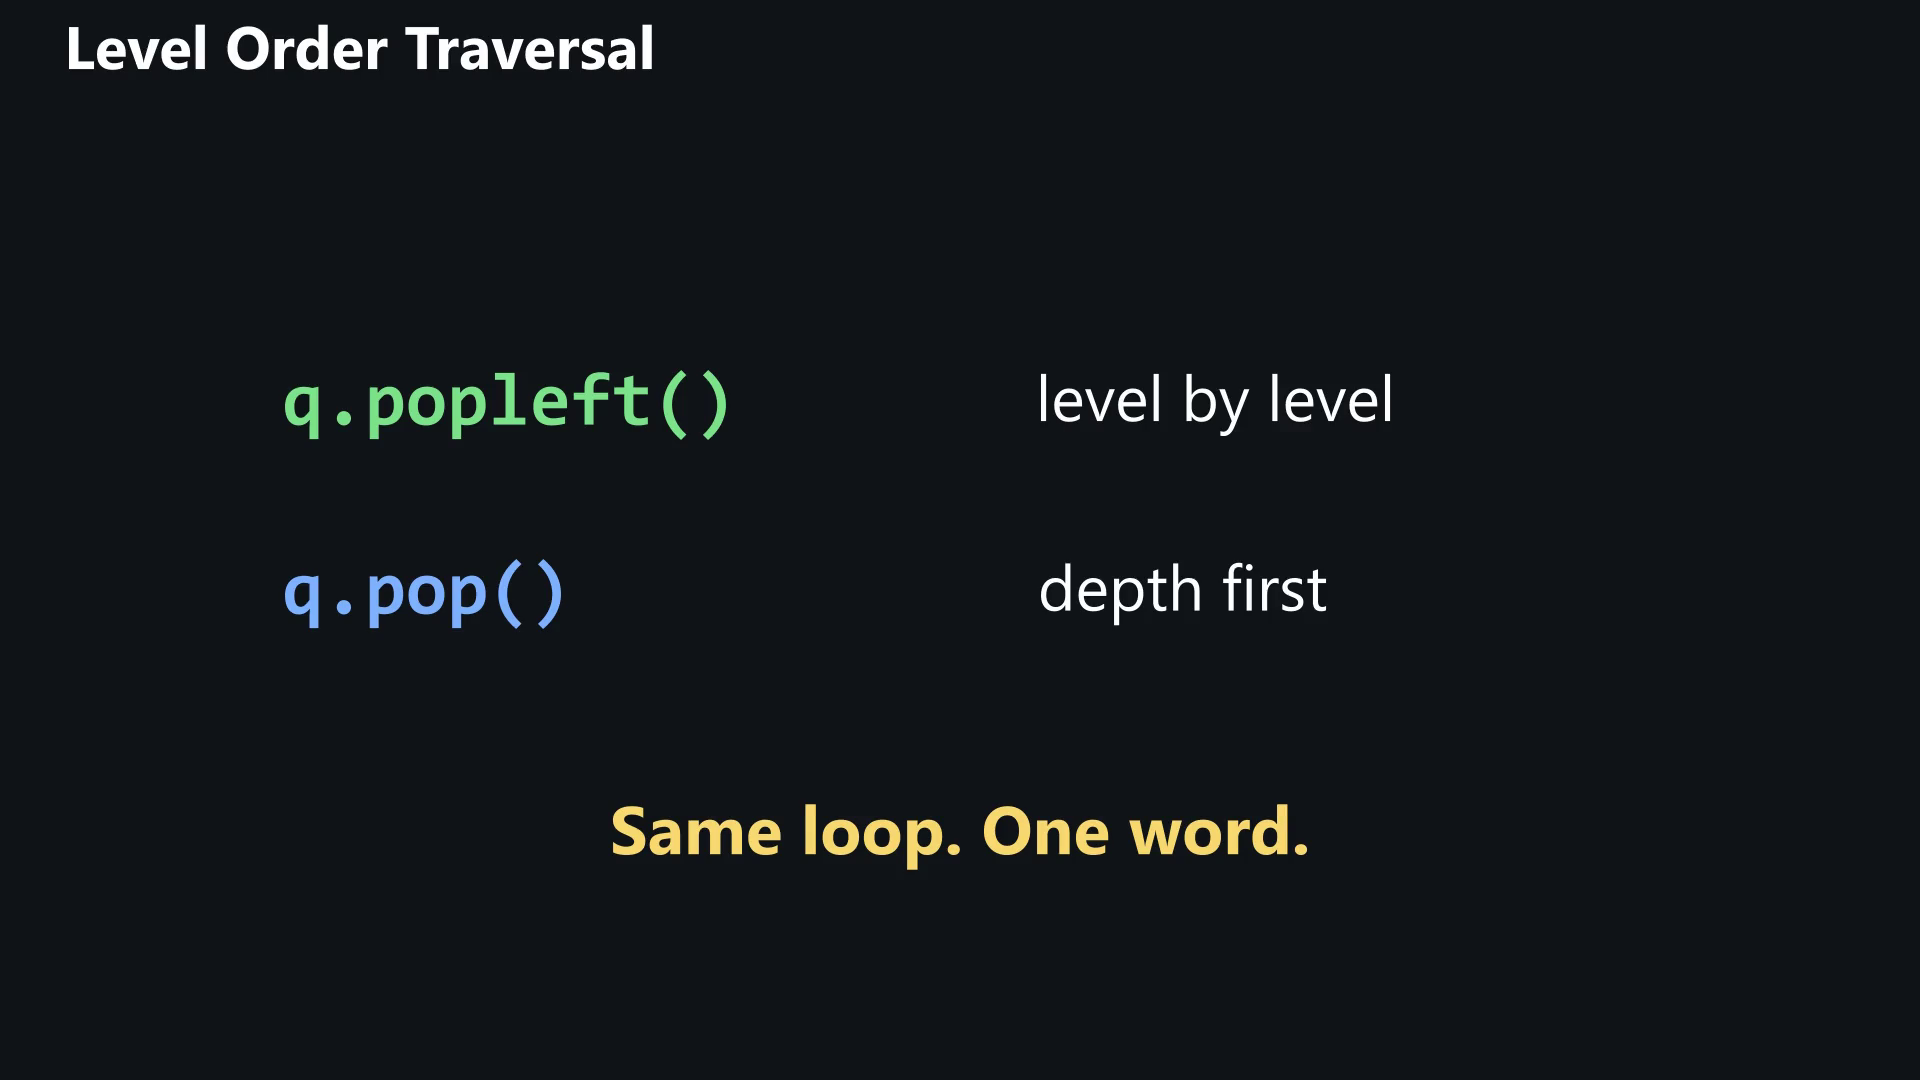 Level Order Traversal
q.popleft() level by level
q.pop() depth first
Same loop. One word.